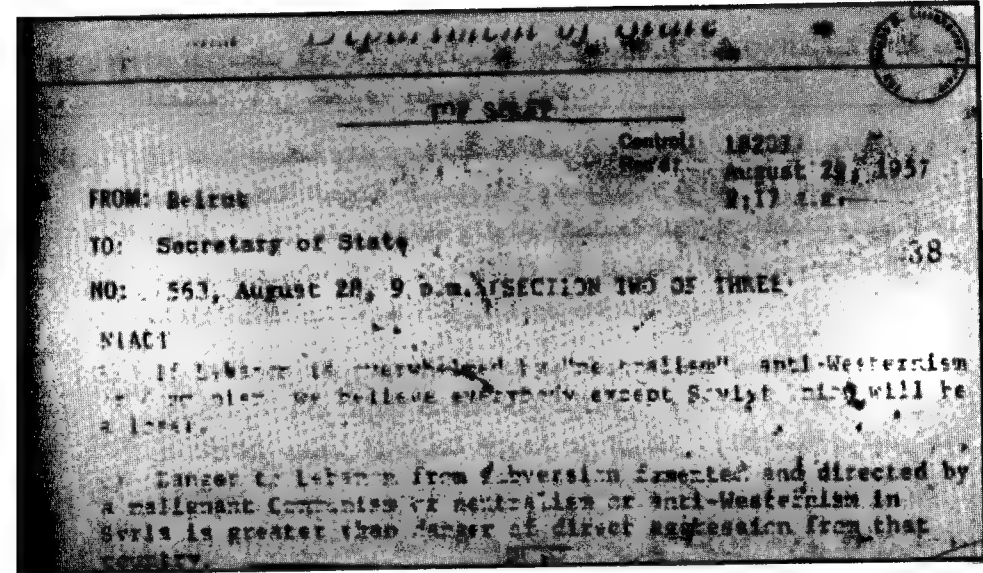 Department of State
TOP SECRET
Control: 18203
August 29, 1957
FROM: Beirut
TO: Secretary of State
38
NO: 563, August 28, 9 p.m. (SECTION TWO OF THREE
NIACT
If Lebanon is overwhelmed by "neutralism", anti-Westernism
we believe everybody except Soviet will be
a loser.
Danger to Lebanon from subversion fomented and directed by
a malignant Communism or neutralism or anti-Westernism in
Syria is greater than danger of direct aggression from that
country.